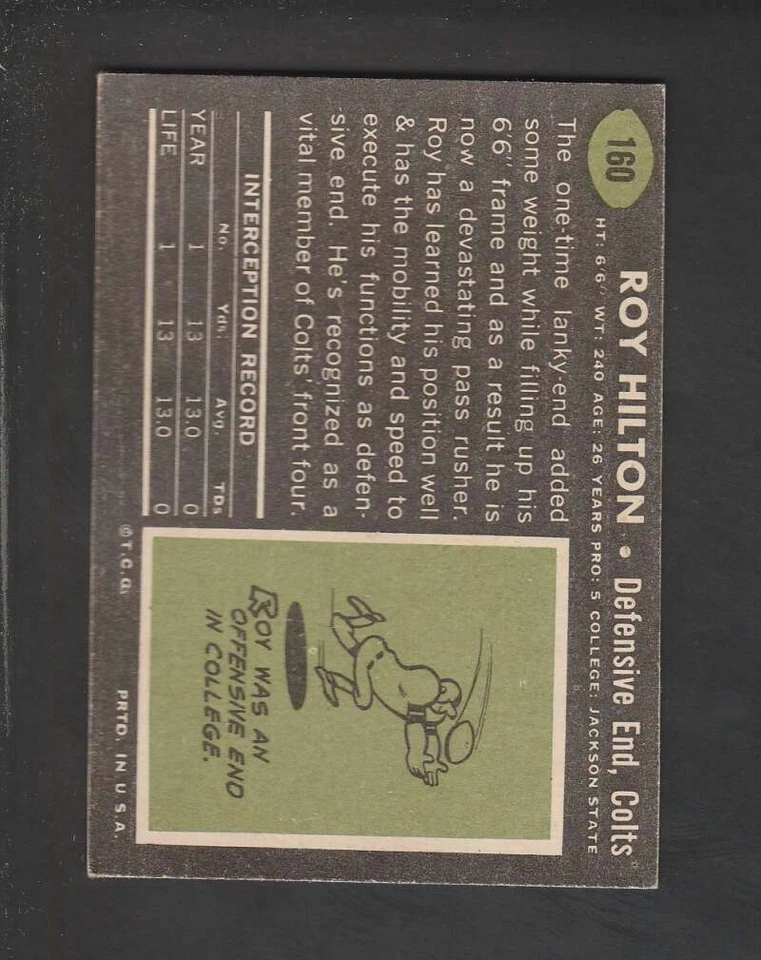 160
ROY HILTON • Defensive End, Colts
HT: 6'6" WT: 240 AGE: 26 YEARS PRO: 5 COLLEGE: JACKSON STATE
The one-time lanky end added
some weight while filling up his
6'6" frame and as a result he is
now a devastating pass rusher.
Roy has learned his position well
& has the mobility and speed to
execute his functions as defen-
sive end. He's recognized as a
vital member of Colts' front four.
INTERCEPTION RECORD
No. Yds. Avg. TDs
YEAR 1 13 13.0 0
LIFE 1 13 13.0 0
ROY WAS AN
OFFENSIVE END
IN COLLEGE.
©T.C.G. PRTD. IN U.S.A.